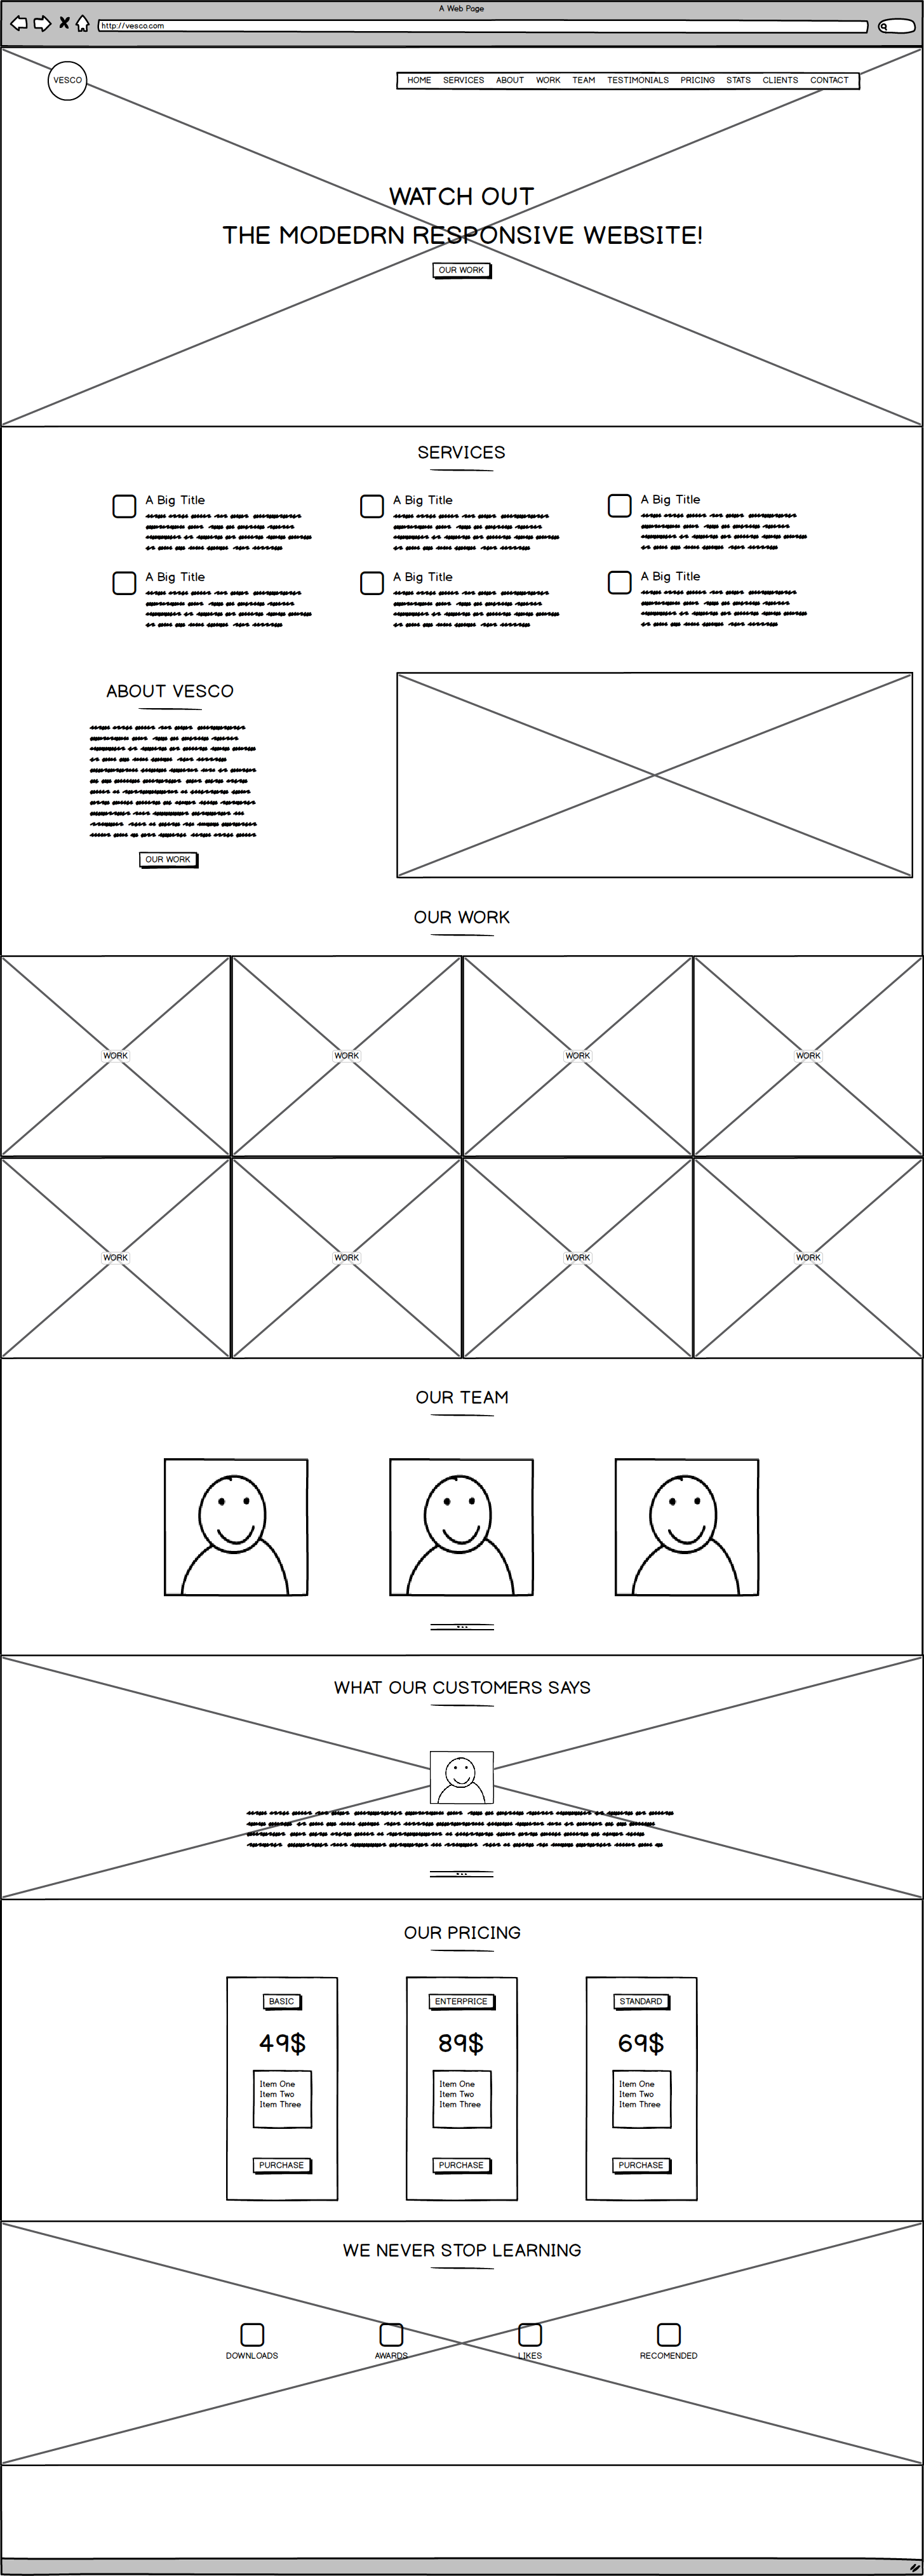 A Web Page
http://vesco.com
VESCO
HOME SERVICES ABOUT WORK TEAM TESTIMONIALS PRICING STATS CLIENTS CONTACT
WATCH OUT
THE MODEDRN RESPONSIVE WEBSITE!
OUR WORK
SERVICES
A Big Title
A Big Title
A Big Title
A Big Title
A Big Title
A Big Title
ABOUT VESCO
OUR WORK
OUR WORK
WORK
WORK
WORK
WORK
WORK
WORK
WORK
WORK
OUR TEAM
WHAT OUR CUSTOMERS SAYS
OUR PRICING
BASIC
49$
Item One
Item Two
Item Three
PURCHASE
ENTERPRICE
89$
Item One
Item Two
Item Three
PURCHASE
STANDARD
69$
Item One
Item Two
Item Three
PURCHASE
WE NEVER STOP LEARNING
DOWNLOADS
AWARDS
LIKES
RECOMENDED